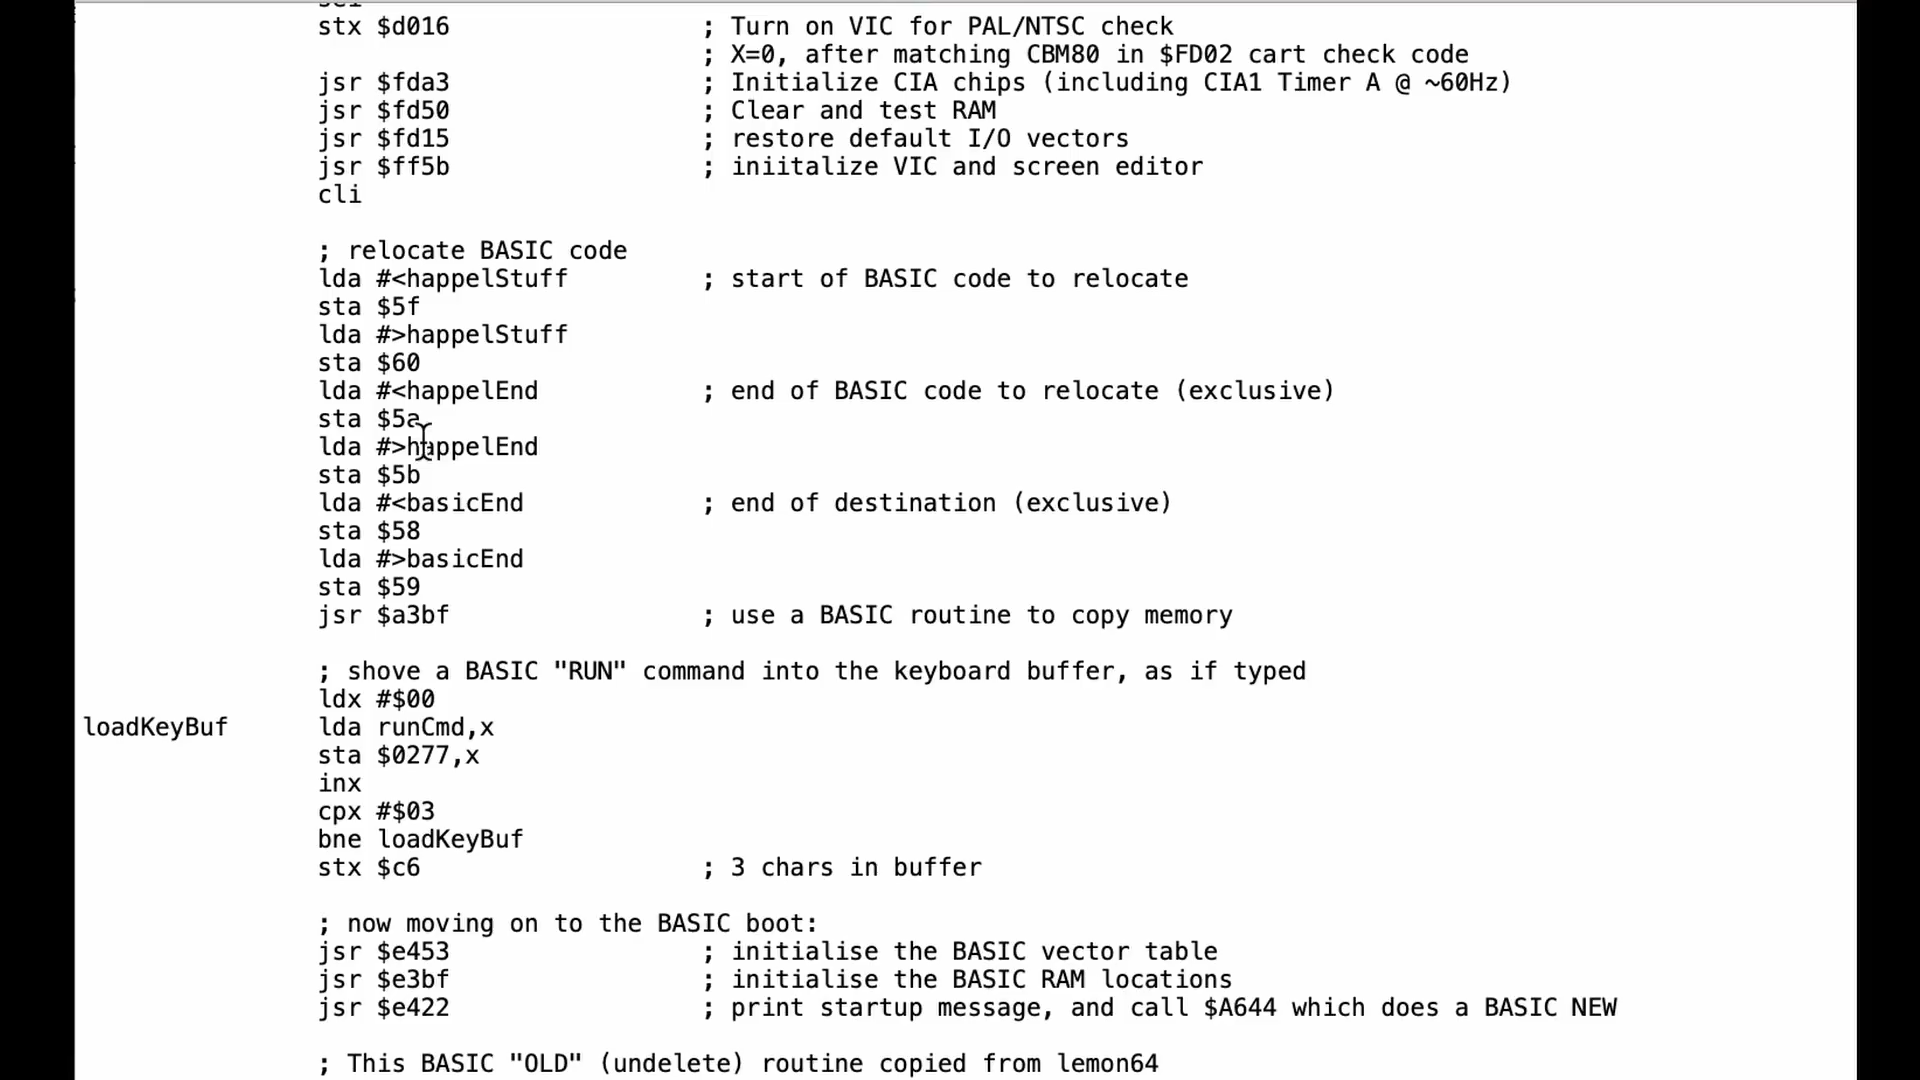 sei
stx $d016 ; Turn on VIC for PAL/NTSC check
; X=0, after matching CBM80 in $FD02 cart check code
jsr $fda3 ; Initialize CIA chips (including CIA1 Timer A @ ~60Hz)
jsr $fd50 ; Clear and test RAM
jsr $fd15 ; restore default I/O vectors
jsr $ff5b ; iniitalize VIC and screen editor
cli
; relocate BASIC code
lda #<happelStuff ; start of BASIC code to relocate
sta $5f
lda #>happelStuff
sta $60
lda #<happelEnd ; end of BASIC code to relocate (exclusive)
sta $5a
lda #>happelEnd
sta $5b
lda #<basicEnd ; end of destination (exclusive)
sta $58
lda #>basicEnd
sta $59
jsr $a3bf ; use a BASIC routine to copy memory
; shove a BASIC "RUN" command into the keyboard buffer, as if typed
ldx #$00
loadKeyBuf lda runCmd,x
sta $0277,x
inx
cpx #$03
bne loadKeyBuf
stx $c6 ; 3 chars in buffer
; now moving on to the BASIC boot:
jsr $e453 ; initialise the BASIC vector table
jsr $e3bf ; initialise the BASIC RAM locations
jsr $e422 ; print startup message, and call $A644 which does a BASIC NEW
; This BASIC "OLD" (undelete) routine copied from lemon64